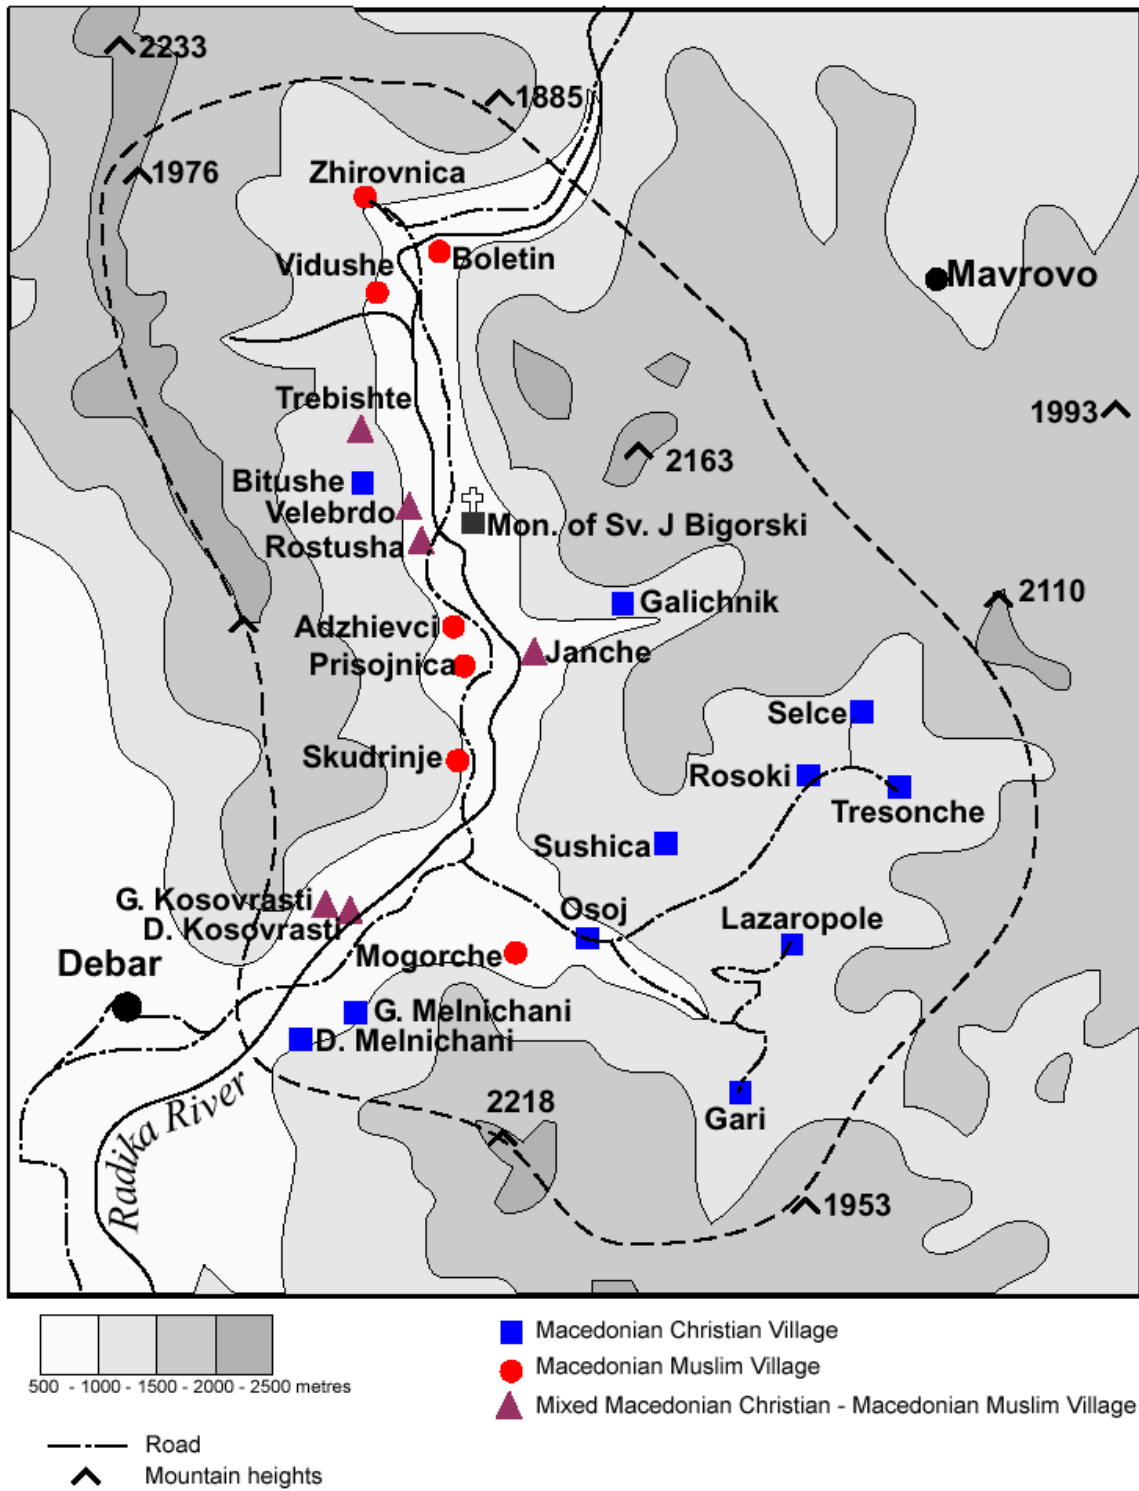 2233
1885
1976
Zhirovnica
Vidushe
Boletin
Mavrovo
Trebishte
1993
2163
Bitushe
Velebrdo
Mon. of Sv. J Bigorski
Rostusha
2110
Galichnik
Adzhievci
Janche
Prisojnica
Selce
Skudrinje
Rosoki
Tresonche
Sushica
G. Kosovrasti
Osoj
D. Kosovrasti
Lazaropole
Mogorche
Debar
G. Melnichani
D. Melnichani
Radika River
2218
Gari
1953
500 - 1000 - 1500 - 2000 - 2500 metres
Macedonian Christian Village
Macedonian Muslim Village
Mixed Macedonian Christian - Macedonian Muslim Village
Road
Mountain heights